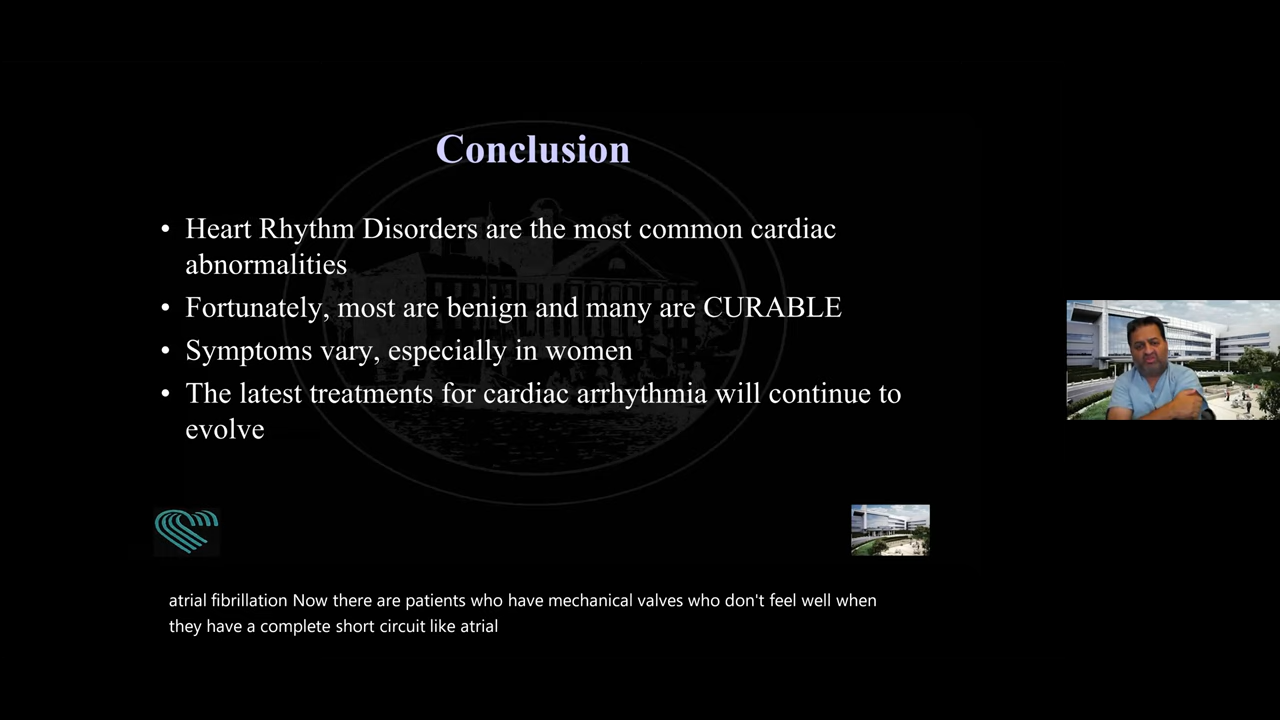 Conclusion
• Heart Rhythm Disorders are the most common cardiac
abnormalities
• Fortunately, most are benign and many are CURABLE
• Symptoms vary, especially in women
• The latest treatments for cardiac arrhythmia will continue to
evolve
atrial fibrillation Now there are patients who have mechanical valves who don't feel well when
they have a complete short circuit like atrial